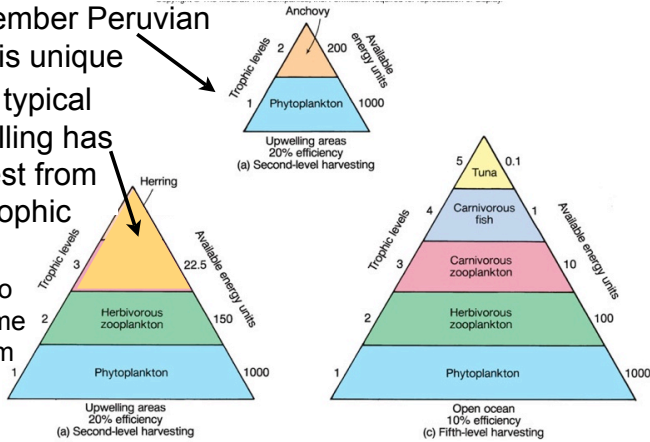 ember Peruvian
is unique
typical
lling has
est from
rophic
o
me
m
Anchovy
Trophic levels
2
200
Available energy units
1
Phytoplankton
1000
Upwelling areas
20% efficiency
(a) Second-level harvesting
Herring
Trophic levels
3
22.5
Available energy units
2
Herbivorous
zooplankton
150
1
Phytoplankton
1000
Upwelling areas
20% efficiency
(a) Second-level harvesting
5
Tuna
0.1
4
Carnivorous
fish
1
Trophic levels
Available energy units
3
Carnivorous
zooplankton
10
2
Herbivorous
zooplankton
100
1
Phytoplankton
1000
Open ocean
10% efficiency
(c) Fifth-level harvesting